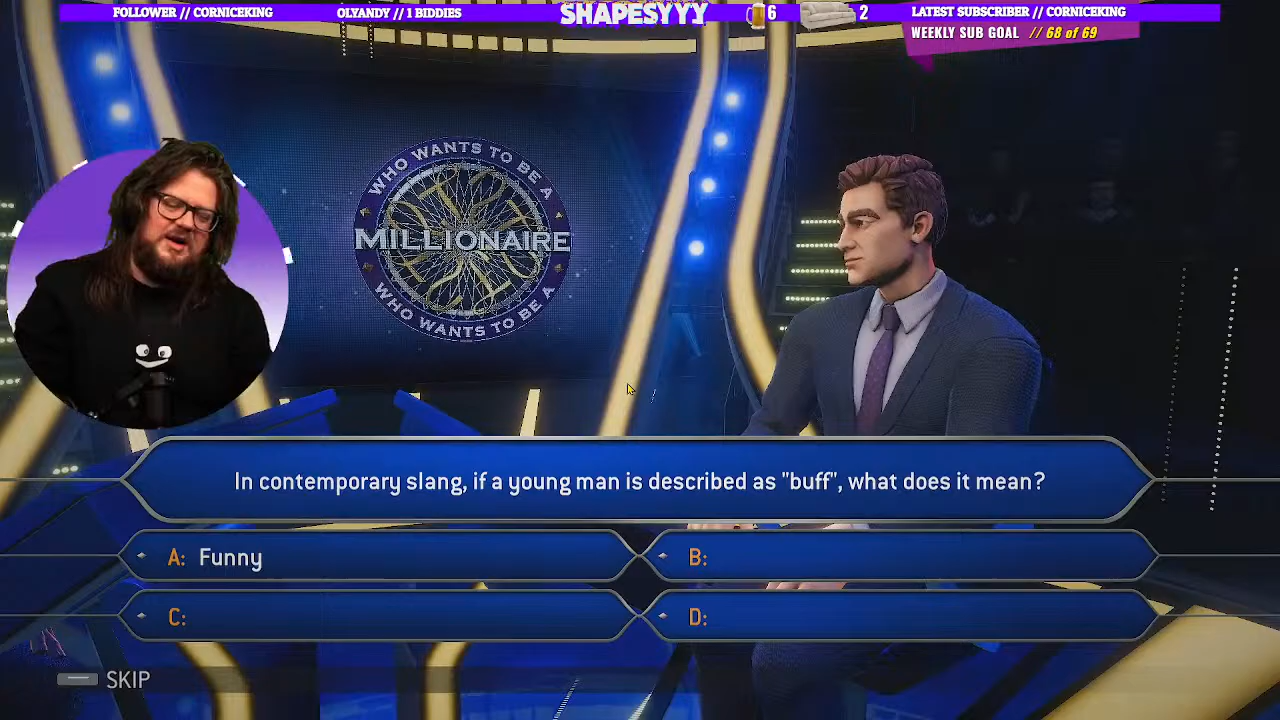 FOLLOWER // CORNICEKING
OLYANDY // 1 BIDDIES
SHAPESYYY
6
2
LATEST SUBSCRIBER // CORNICEKING
WEEKLY SUB GOAL // 68 of 69
WHO WANTS TO BE A
MILLIONAIRE
WHO WANTS TO BE A
In contemporary slang, if a young man is described as "buff", what does it mean?
A: Funny
B:
C:
D:
SKIP